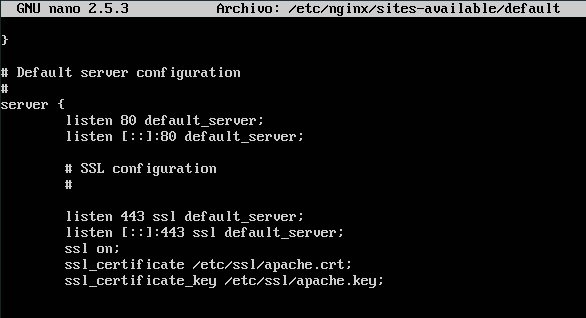 GNU nano 2.5.3 Archivo: /etc/nginx/sites-available/default
}
# Default server configuration
#
server {
listen 80 default_server;
listen [::]:80 default_server;
# SSL configuration
#
listen 443 ssl default_server;
listen [::]:443 ssl default_server;
ssl on;
ssl_certificate /etc/ssl/apache.crt;
ssl_certificate_key /etc/ssl/apache.key;